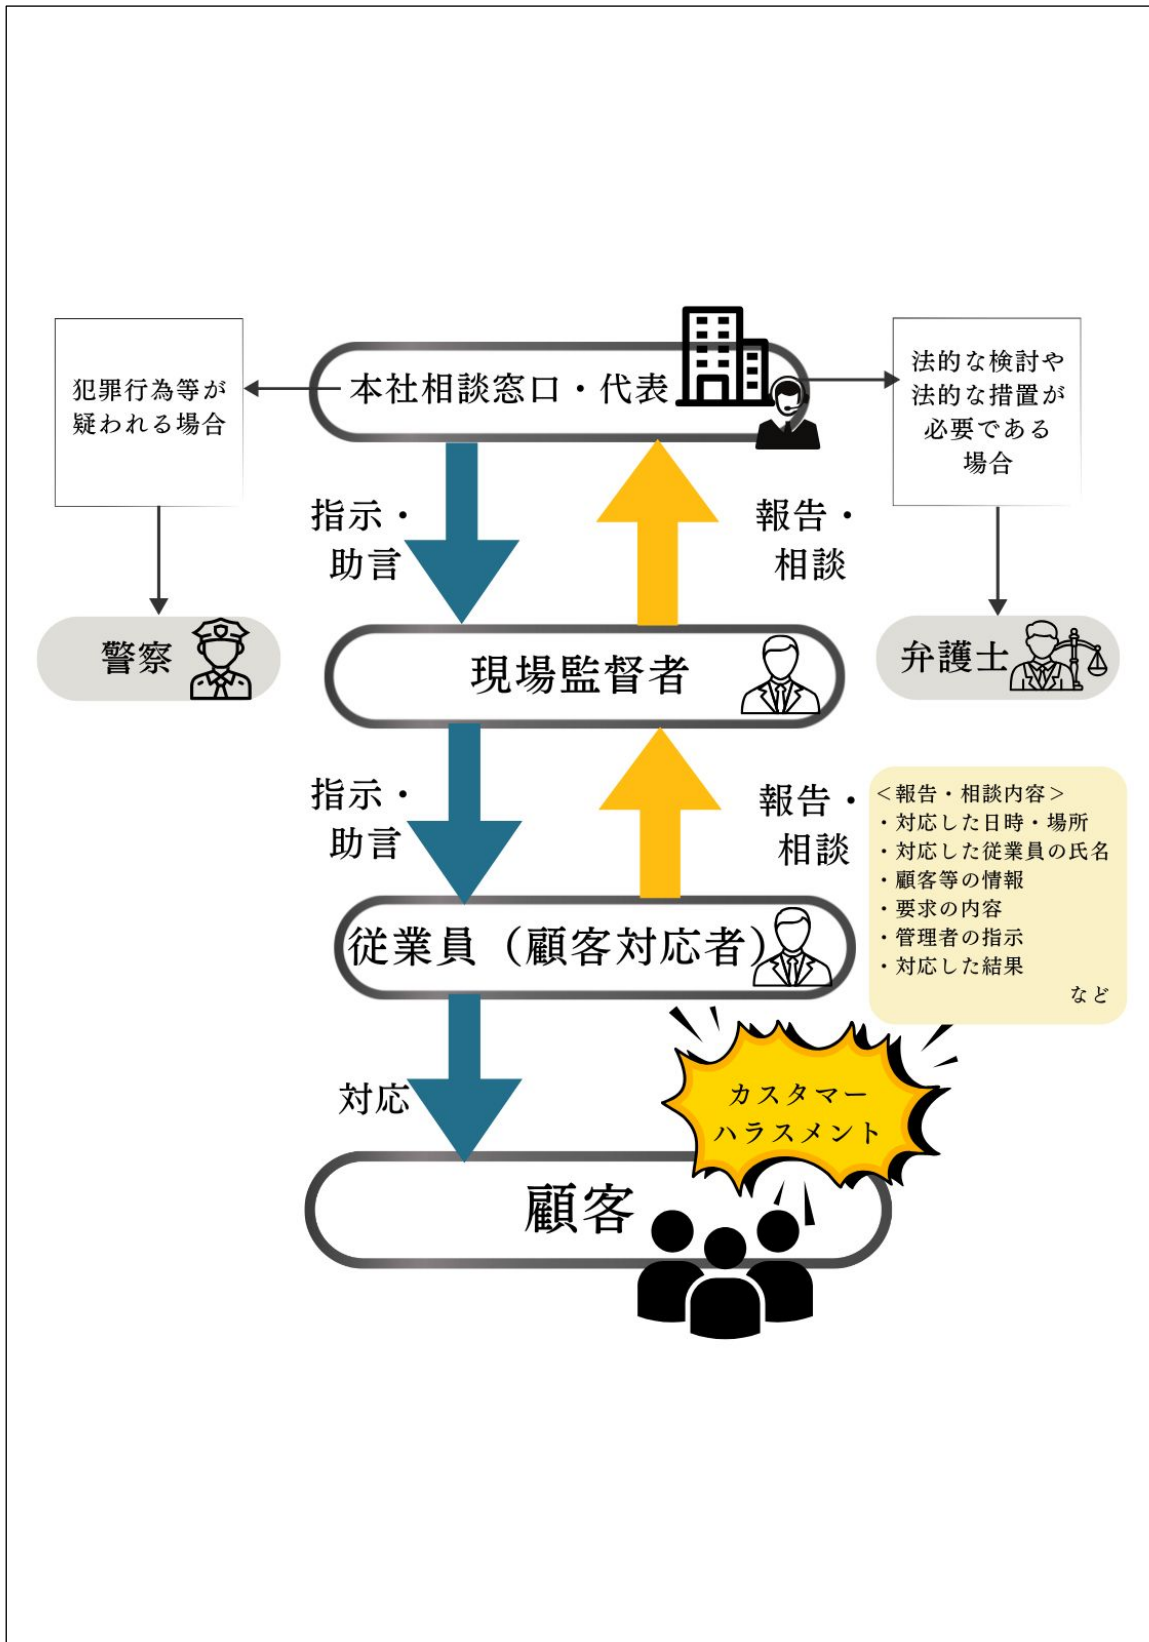 犯罪行為等が
疑われる場合
本社相談窓口・代表
法的な検討や
法的な措置が
必要である
場合
指示・
助言
報告・
相談
警察
現場監督者
弁護士
指示・
助言
報告・
相談
<報告・相談内容>
・対応した日時・場所
・対応した従業員の氏名
・顧客等の情報
・要求の内容
・管理者の指示
・対応した結果
など
従業員（顧客対応者）
対応
カスタマー
ハラスメント
顧客